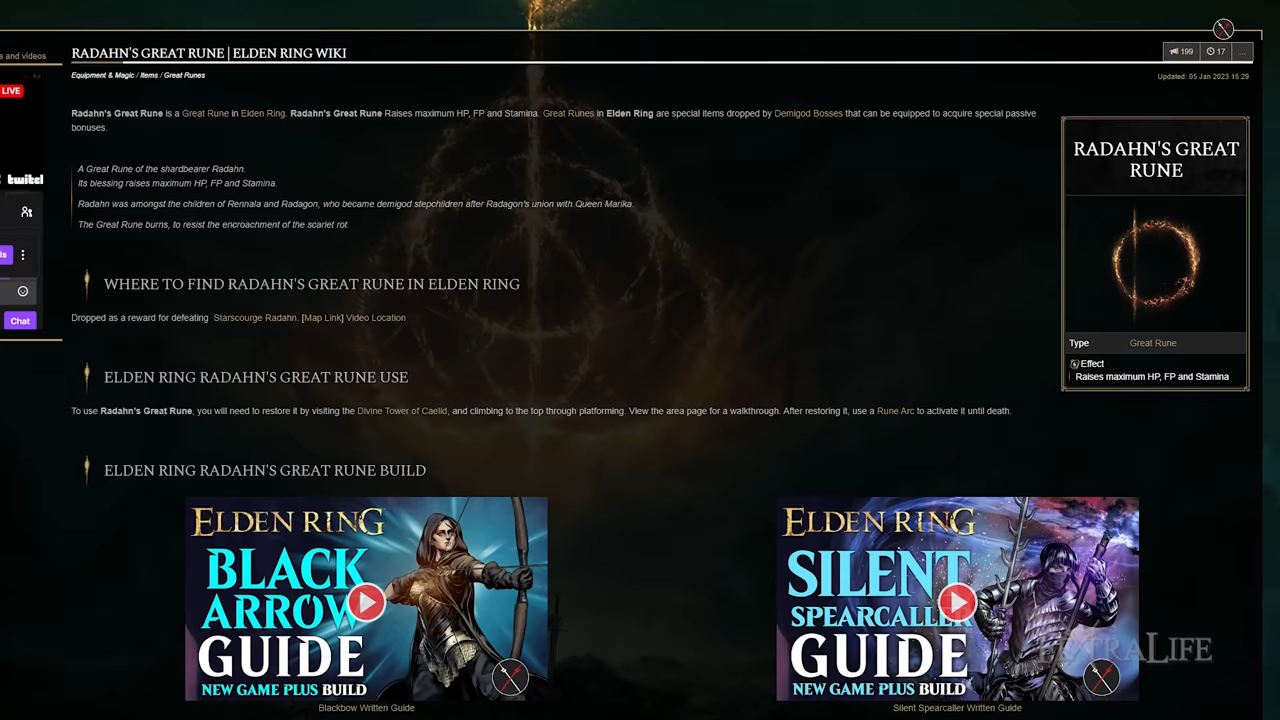 s and videos
RADAHN'S GREAT RUNE | ELDEN RING WIKI
199
17
...
Equipment & Magic / Items / Great Runes
Updated: 05 Jan 2023 15:29
LIVE
Radahn's Great Rune is a Great Rune in Elden Ring. Radahn's Great Rune Raises maximum HP, FP and Stamina. Great Runes in Elden Ring are special items dropped by Demigod Bosses that can be equipped to acquire special passive
bonuses.
RADAHN'S GREAT
RUNE
A Great Rune of the shardbearer Radahn.
Its blessing raises maximum HP, FP and Stamina.
Radahn was amongst the children of Rennala and Radagon, who became demigod stepchildren after Radagon's union with Queen Marika.
The Great Rune burns, to resist the encroachment of the scarlet rot.
WHERE TO FIND RADAHN'S GREAT RUNE IN ELDEN RING
Dropped as a reward for defeating Starscourge Radahn. [Map Link] Video Location
Chat
Type Great Rune
Effect
Raises maximum HP, FP and Stamina
ELDEN RING RADAHN'S GREAT RUNE USE
To use Radahn's Great Rune, you will need to restore it by visiting the Divine Tower of Caelid, and climbing to the top through platforming. View the area page for a walkthrough. After restoring it, use a Rune Arc to activate it until death.
ELDEN RING RADAHN'S GREAT RUNE BUILD
ELDEN RING
BLACK
ARROW
GUIDE
NEW GAME PLUS BUILD
Blackbow Written Guide
ELDEN RING
SILENT
SPEARCALLER
GUIDE
NEW GAME PLUS BUILD
Silent Spearcaller Written Guide